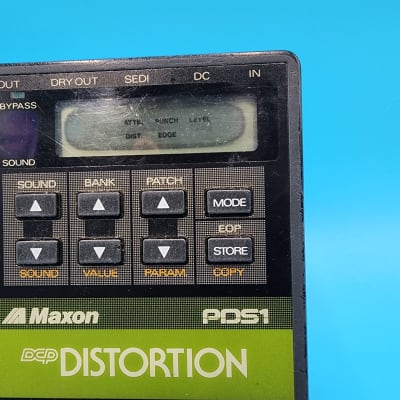 OUT DRY OUT SEDI DC IN
BYPASS
ATTK. PUNCH LEVEL
DIST. EDGE
SOUND
SOUND BANK PATCH
MODE
EOP
STORE
SOUND VALUE PARAM. COPY
Maxon PDS1
DCP DISTORTION